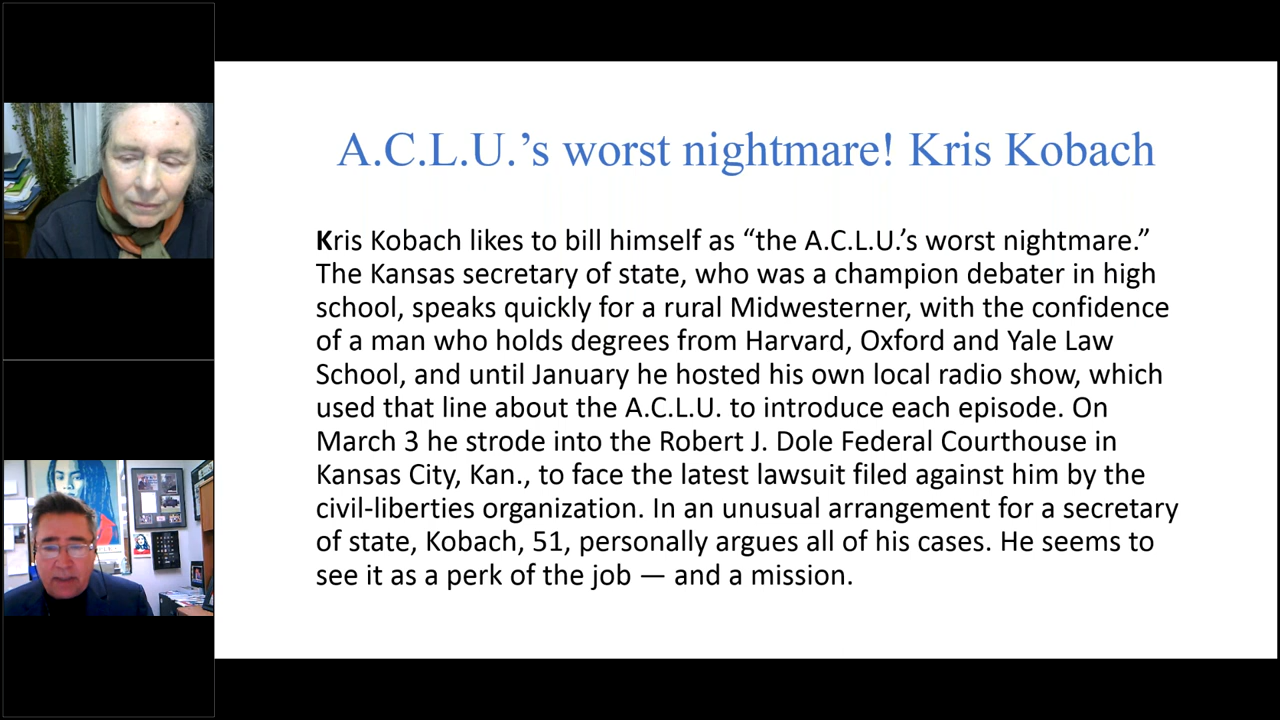 A.C.L.U.’s worst nightmare! Kris Kobach
Kris Kobach likes to bill himself as “the A.C.L.U.’s worst nightmare.”
The Kansas secretary of state, who was a champion debater in high
school, speaks quickly for a rural Midwesterner, with the confidence
of a man who holds degrees from Harvard, Oxford and Yale Law
School, and until January he hosted his own local radio show, which
used that line about the A.C.L.U. to introduce each episode. On
March 3 he strode into the Robert J. Dole Federal Courthouse in
Kansas City, Kan., to face the latest lawsuit filed against him by the
civil-liberties organization. In an unusual arrangement for a secretary
of state, Kobach, 51, personally argues all of his cases. He seems to
see it as a perk of the job — and a mission.